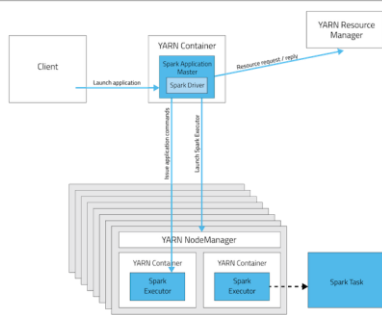 YARN Resource
Manager
YARN Container
Client
Spark Application
Master
Spark Driver
Launch application
Resource request / reply
Issue application commands
Launch Spark Executor
YARN NodeManager
YARN Container
YARN Container
Spark
Executor
Spark
Executor
Spark Task